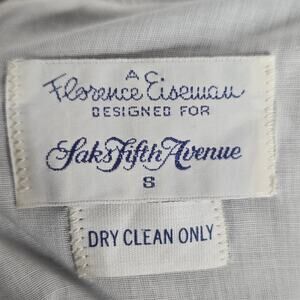 A
Florence Eiseman
DESIGNED FOR
Saks Fifth Avenue
S
DRY CLEAN ONLY